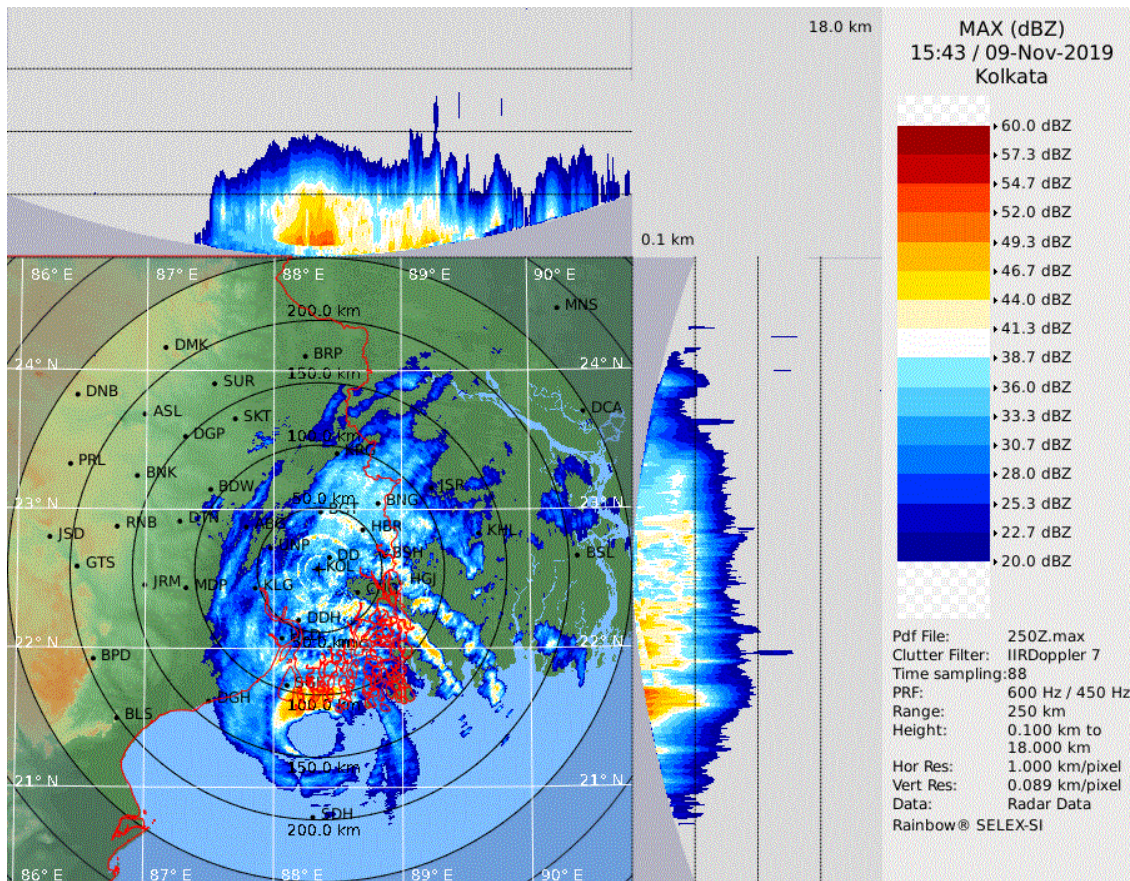 18.0 km
MAX (dBZ)
15:43 / 09-Nov-2019
Kolkata
60.0 dBZ
57.3 dBZ
54.7 dBZ
52.0 dBZ
49.3 dBZ
46.7 dBZ
44.0 dBZ
41.3 dBZ
38.7 dBZ
36.0 dBZ
33.3 dBZ
30.7 dBZ
28.0 dBZ
25.3 dBZ
22.7 dBZ
20.0 dBZ
Pdf File: 250Z.max
Clutter Filter: IIRDoppler 7
Time sampling:88
PRF: 600 Hz / 450 Hz
Range: 250 km
Height: 0.100 km to
18.000 km
Hor Res: 1.000 km/pixel
Vert Res: 0.089 km/pixel
Data: Radar Data
Rainbow® SELEX-SI
0.1 km
86° E 87° E 88° E 89° E 90° E
MNS
200.0 km
DMK
BRP
24° N 24° N
150.0 km
SUR
DNB
DCA
ASL
SKT
DGP
100.0 km
KRG
PRL
BNK
BDW
JSR
50.0 km
BNG
23° N 23° N
BGT
RNB
HBR
KHL
JSD
DD
BSH
BSL
GTS
KOL
HGJ
JRM
MDP
KLG
DDH
22° N 22° N
50.0 km
BPD
DGH
100.0 km
BLS
150.0 km
21° N 21° N
SDH
200.0 km
86° E 87° E 88° E 89° E 90° E